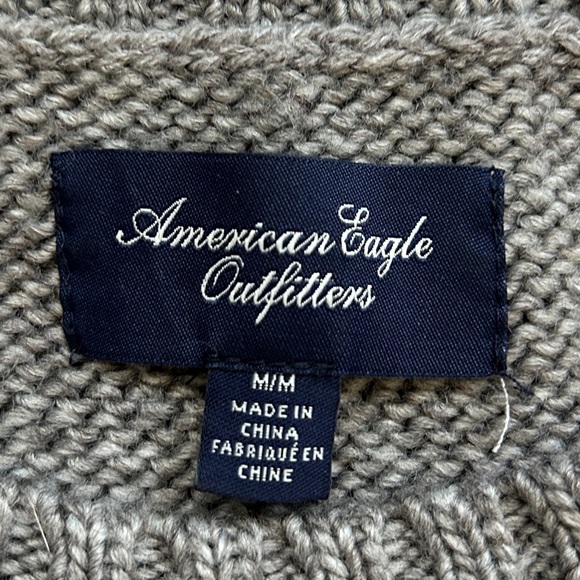 American Eagle
Outfitters
M/M
MADE IN
CHINA
FABRIQUÉ EN
CHINE